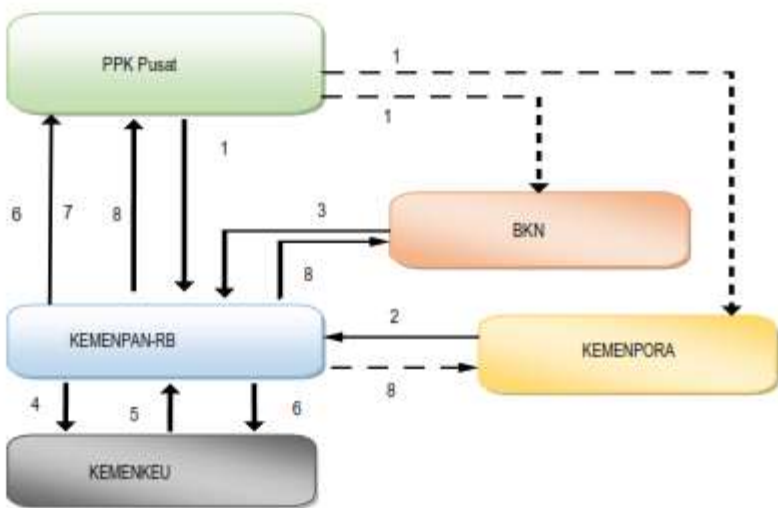 PPK Pusat
1
1
6
7
8
1
3
BKN
8
KEMENPAN-RB
2
KEMENPORA
8
4
5
6
KEMENKEU